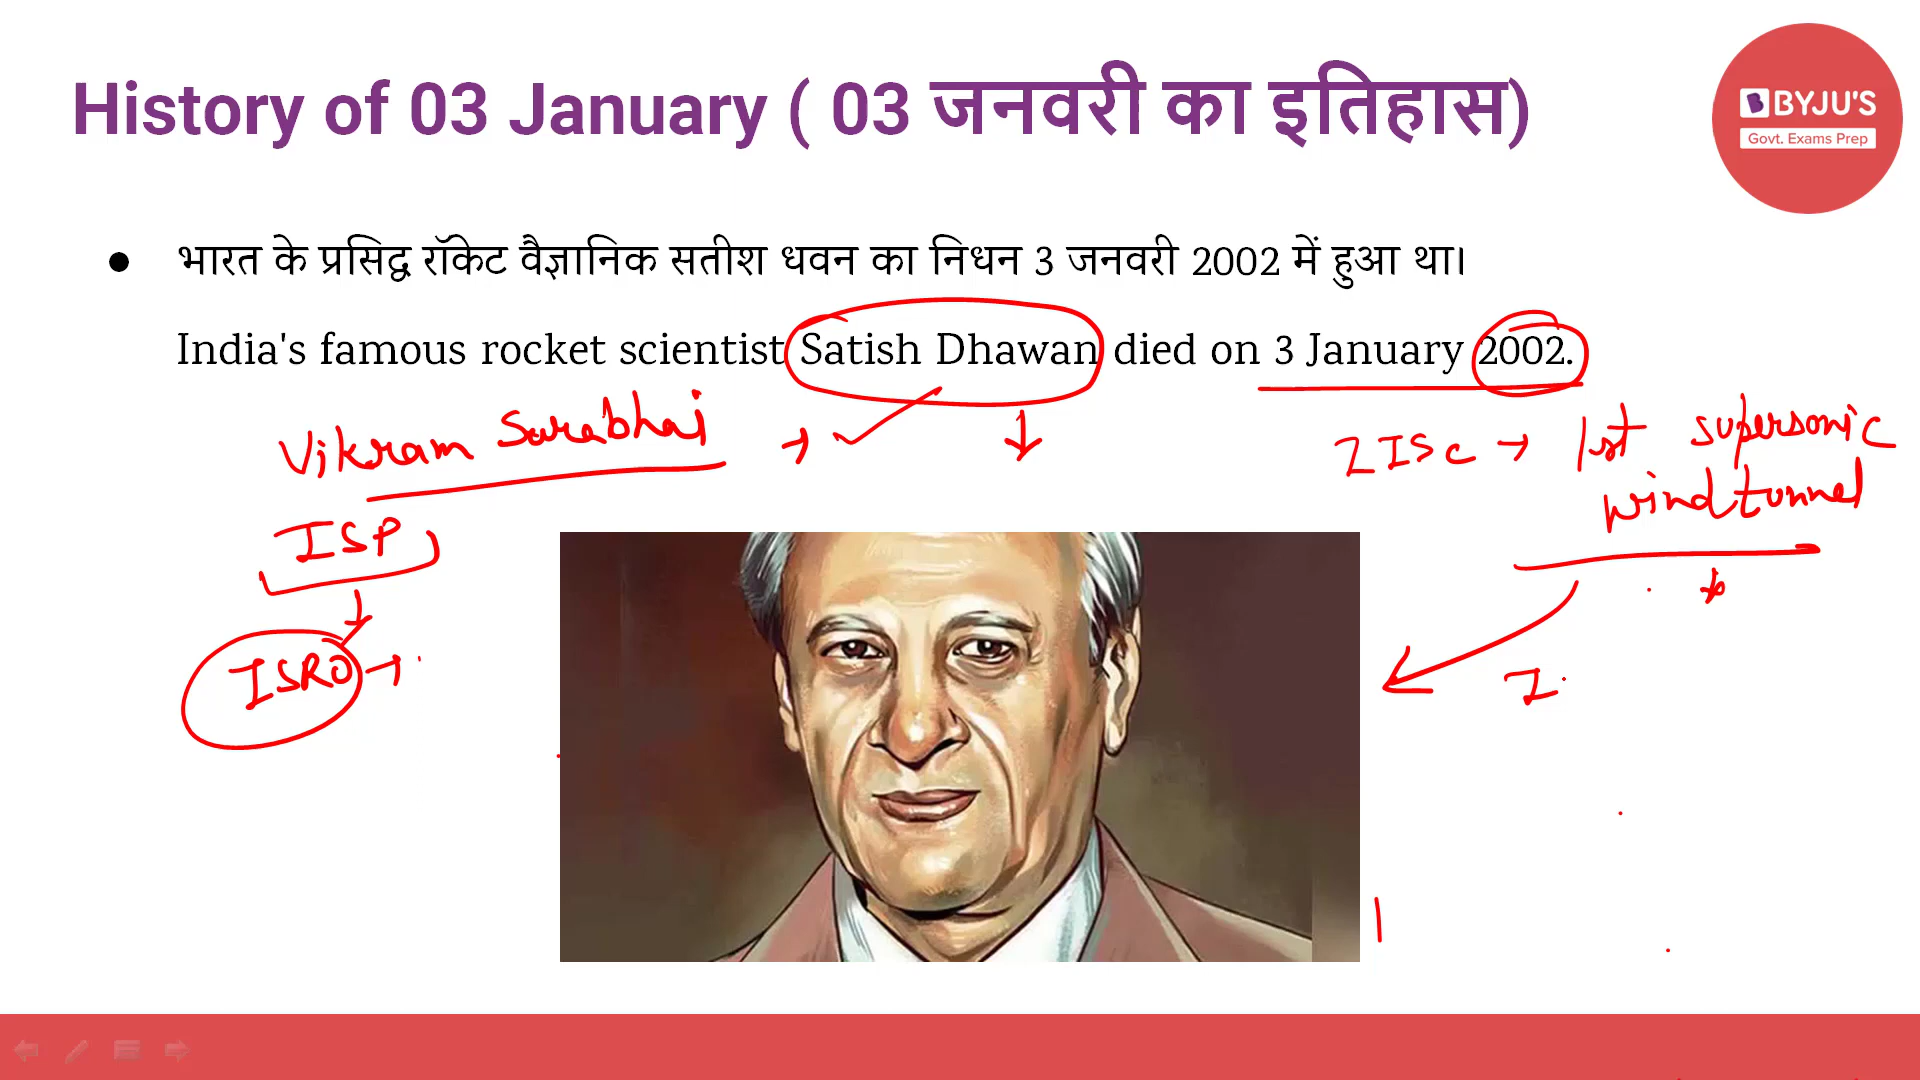 History of 03 January ( 03 जनवरी का इतिहास)
BYJU'S
Govt. Exams Prep
● भारत के प्रसिद्ध रॉकेट वैज्ञानिक सतीश धवन का निधन 3 जनवरी 2002 में हुआ था।
India's famous rocket scientist Satish Dhawan died on 3 January 2002.
Vikram Sarabhai →
IISc → 1st supersonic
wind tunnel
ISP
ISRO →
I